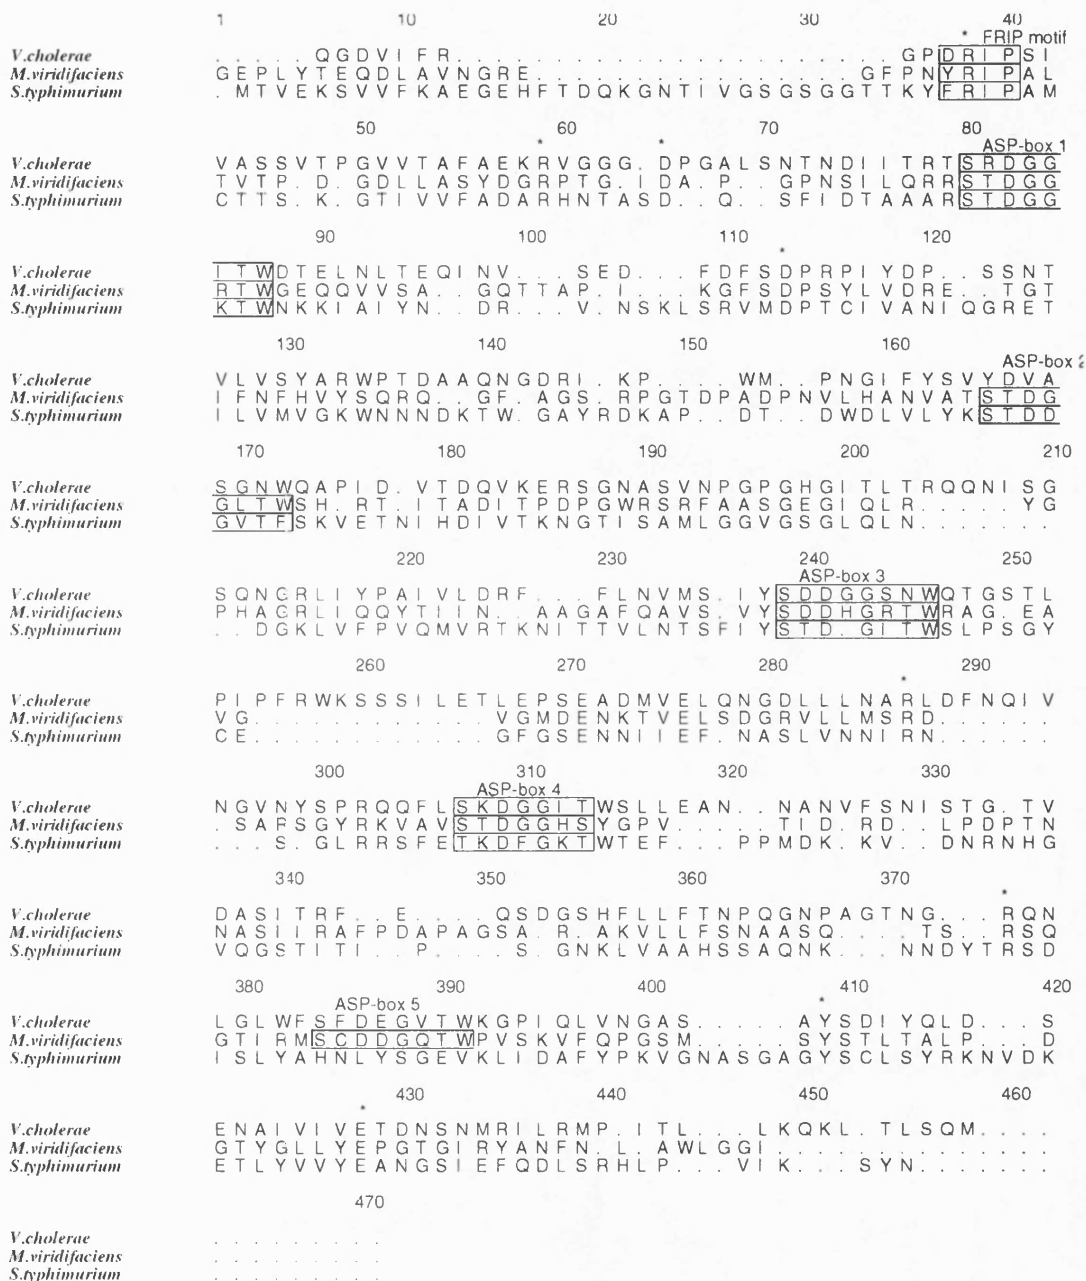 1 10 20 30 40
* FRIP motif
V.cholerae . . . . . Q G D V I F R . . . . . . . . . . . . . . . . . . . . . . G P D R I P S I
M.viridifaciens G E P L Y T E Q D L A V N G R E . . . . . . . . . . . . . . . . G F P N Y R I P A L
S.typhimurium . M T V E K S V V F K A E G E H F T D Q K G N T I V G S G S G G T T K Y F R I P A M
50 60 70 80
* * ASP-box 1
V.cholerae V A S S V T P G V V T A F A E K R V G G G . D P G A L S N T N D I I T R T S R D G G
M.viridifaciens T V T P . D . G D L L A S Y D G R P T G . I D A . P . . G P N S I L Q R R S T D G G
S.typhimurium C T T S . K . G T I V V F A D A R H N T A S D . . Q . . S F I D T A A A R S T D G G
90 100 110 120
*
V.cholerae I T W D T E L N L T E Q I N V . . . S E D . . . F D F S D P R P I Y D P . . S S N T
M.viridifaciens R T W G E Q Q V V S A . . G Q T T A P . I . . . K G F S D P S Y L V D R E . . T G T
S.typhimurium K T W N K K I A I Y N . . D R . . . V . N S K L S R V M D P T C I V A N I Q G R E T
130 140 150 160
ASP-box 2
V.cholerae V L V S Y A R W P T D A A Q N G D R I . K P . . . . W M . . P N G I F Y S V Y D V A
M.viridifaciens I F N F H V Y S Q R Q . . G F . A G S . R P G T D P A D P N V L H A N V A T S T D G
S.typhimurium I L V M V G K W N N N D K T W . G A Y R D K A P . . D T . . D W D L V L Y K S T D D
170 180 190 200 210
V.cholerae S G N W Q A P I D . V T D Q V K E R S G N A S V N P G P G H G I T L T R Q Q N I S G
M.viridifaciens G L T W S H . R T . I T A D I T P D P G W R S R F A A S G E G I Q L R . . . . . Y G
S.typhimurium G V T F S K V E T N I H D I V T K N G T I S A M L G G V G S G L Q L N . . . . . . .
220 230 240 250
ASP-box 3
V.cholerae S Q N G R L I Y P A I V L D R F . . . F L N V M S . I Y S D D G G S N W Q T G S T L
M.viridifaciens P H A G R L I Q Q Y T I I N . . A A G A F Q A V S . V Y S D D H G R T W R A G . E A
S.typhimurium . . D G K L V F P V Q M V R T K N I T T V L N T S F I Y S T D . G I T W S L P S G Y
260 270 280 290
*
V.cholerae P I P F R W K S S S I L E T L E P S E A D M V E L Q N G D L L L N A R L D F N Q I V
M.viridifaciens V G . . . . . . . . . . . . V G M D E N K T V E L S D G R V L L M S R D . . . . . .
S.typhimurium C E . . . . . . . . . . . . G F G S E N N I I E F . N A S L V N N I R N . . . . . .
300 310 320 330
ASP-box 4
V.cholerae N G V N Y S P R Q Q F L S K D G G I T W S L L E A N . . N A N V F S N I S T G . T V
M.viridifaciens . S A R S G Y R K V A V S T D G G H S Y G P V . . . . . T I D . R D . . L P D P T N
S.typhimurium . . . S . G L R R S F E T K D F G K T W T E F . . . P P M D K . K V . . D N R N H G
340 350 360 370
*
V.cholerae D A S I T R F . . E . . . . Q S D G S H F L L F T N P Q G N P A G T N G . . . R Q N
M.viridifaciens N A S I I R A F P D A P A G S A . R . A K V L L F S N A A S Q . . . . T S . . R S Q
S.typhimurium V Q G S T I T I . . P . . . . S . G N K L V A A H S S A Q N K . . . N N D Y T R S D
380 390 400 410 420
ASP-box 5 *
V.cholerae L G L W F S F D E G V T W K G P I Q L V N G A S . . . . . A Y S D I Y Q L D . . . S
M.viridifaciens G T I R M S C D D G Q T W P V S K V F Q P G S M . . . . . S Y S T L T A L P . . . D
S.typhimurium I S L Y A H N L Y S G E V K L I D A F Y P K V G N A S G A G Y S C L S Y R K N V D K
430 440 450 460
*
V.cholerae E N A I V I V E T D N S N M R I L R M P . I T L . . . L K Q K L . T L S Q M . . . .
M.viridifaciens G T Y G L L Y E P G T G I R Y A N F N . L . A W L G G I . . . . . . . . . . . . . .
S.typhimurium E T L Y V V Y E A N G S I E F Q D L S R H L P . . . V I K . . . S Y N . . . . . . .
470
V.cholerae . . . . . . . . .
M.viridifaciens . . . . . . . . .
S.typhimurium . . . . . . . . .